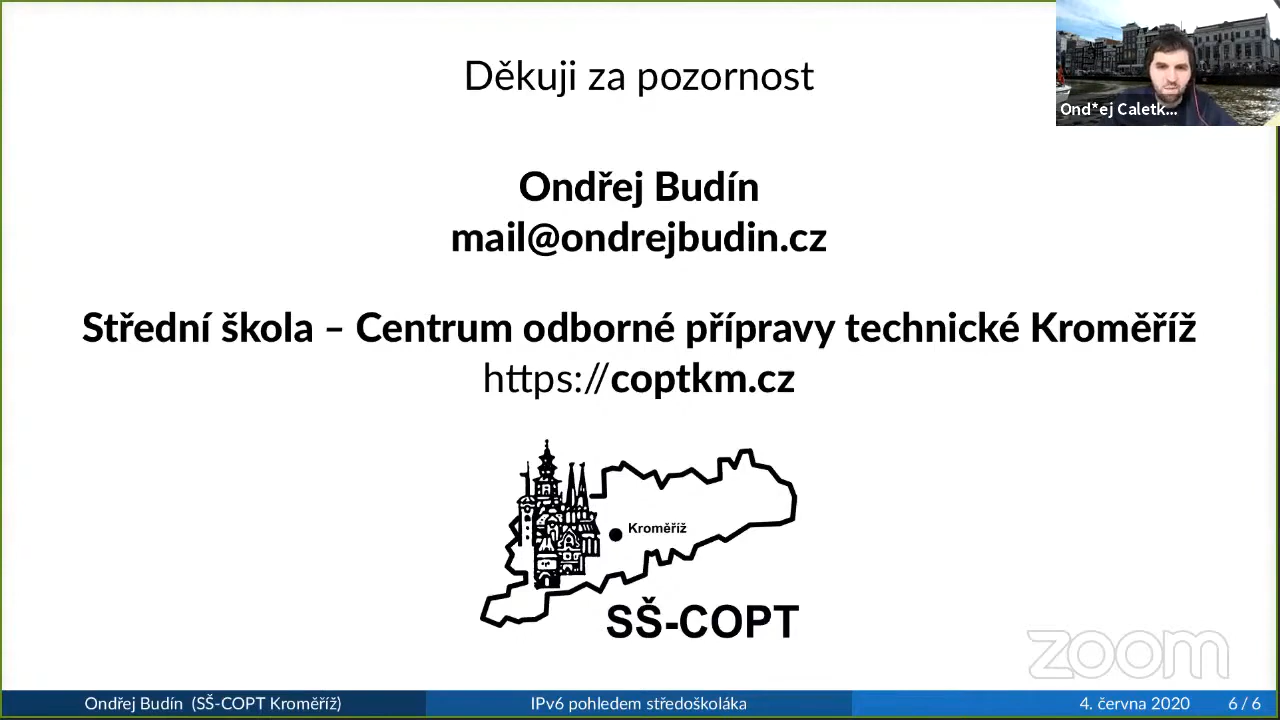 Děkuji za pozornost
Ond*ej Caletk...
Ondřej Budín
mail@ondrejbudin.cz
Střední škola – Centrum odborné přípravy technické Kroměříž
https://coptkm.cz
Kroměříž
SŠ-COPT
zoom
Ondřej Budín (SŠ-COPT Kroměříž)
IPv6 pohledem středoškoláka
4. června 2020
6 / 6